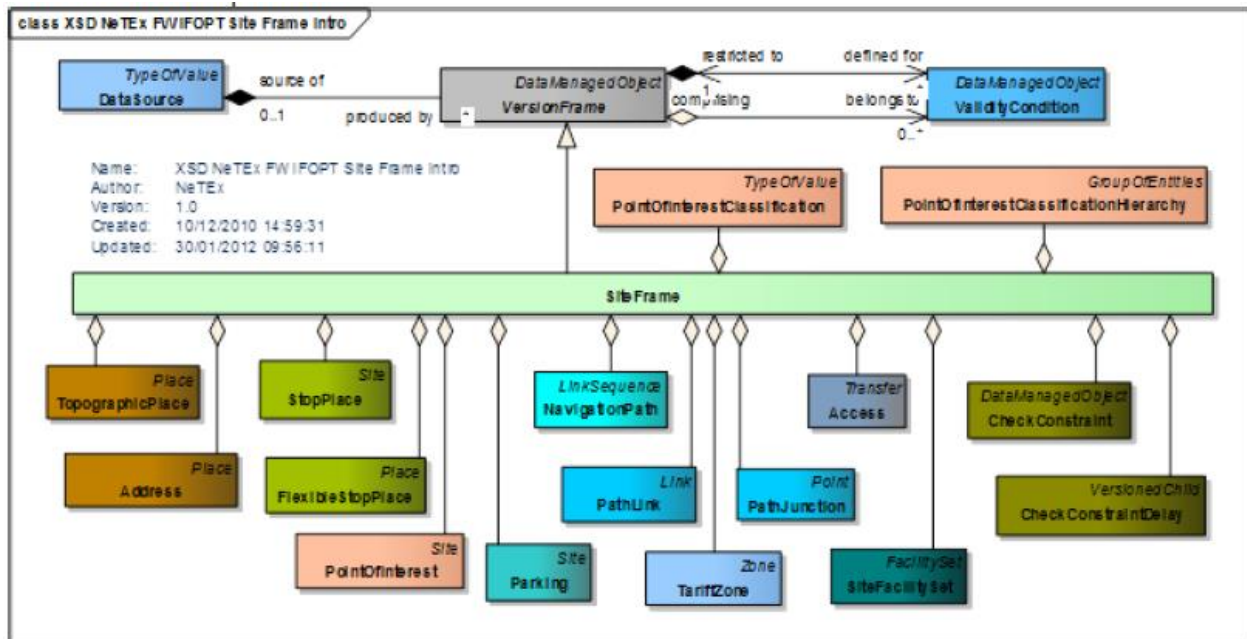 class XSD NeTEx FWIFOPT Site Frame Intro
TypeOfValue
DataSource
source of
0..1
produced by
*
DataManagedObject
VersionFrame
restricted to
1
comprising
defined for
*
belongs to
0..*
DataManagedObject
ValidityCondition
Name: XSD NeTEx FWIFOPT Site Frame Intro
Author: NeTEx
Version: 1.0
Created: 10/12/2010 14:59:31
Updated: 30/01/2012 09:56:11
TypeOfValue
PointOfInterestClassification
GroupOfEntities
PointOfInterestClassificationHierarchy
SiteFrame
Place
TopographicPlace
Site
StopPlace
LinkSequence
NavigationPath
Transfer
Access
DataManagedObject
CheckConstraint
Place
Address
Place
FlexibleStopPlace
Link
PathLink
Point
PathJunction
VersionedChild
CheckConstraintDelay
Site
PointOfInterest
Site
Parking
Zone
TariffZone
FacilitySet
SiteFacilitySet